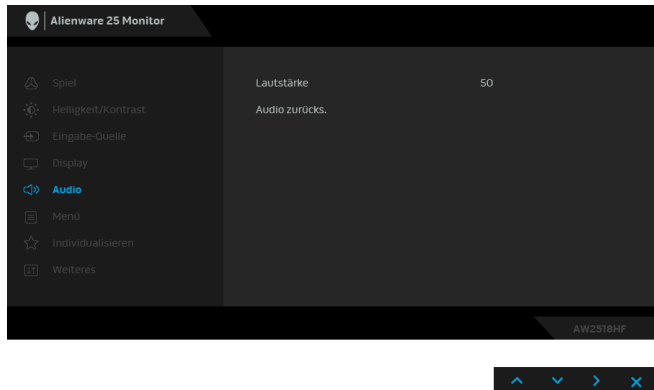 Alienware 25 Monitor
Spiel
Helligkeit/Kontrast
Eingabe-Quelle
Display
Audio
Menü
Individualisieren
Weiteres
Lautstärke 50
Audio zurücks.
AW2518HF